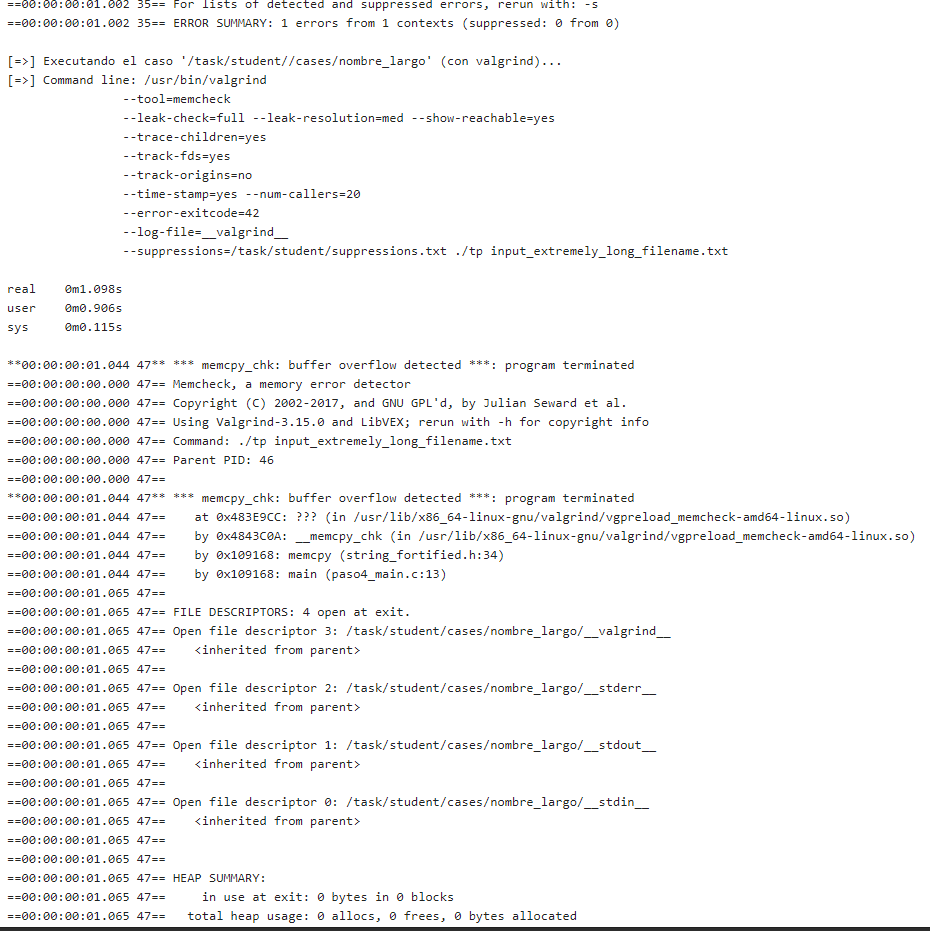 ==00:00:00:01.002 35== For lists of detected and suppressed errors, rerun with: -s
==00:00:00:01.002 35== ERROR SUMMARY: 1 errors from 1 contexts (suppressed: 0 from 0)
[=>] Executando el caso '/task/student//cases/nombre_largo' (con valgrind)...
[=>] Command line: /usr/bin/valgrind
--tool=memcheck
--leak-check=full --leak-resolution=med --show-reachable=yes
--trace-children=yes
--track-fds=yes
--track-origins=no
--time-stamp=yes --num-callers=20
--error-exitcode=42
--log-file=__valgrind__
--suppressions=/task/student/suppressions.txt ./tp input_extremely_long_filename.txt
real    0m1.098s
user    0m0.906s
sys     0m0.115s
**00:00:00:01.044 47** *** memcpy_chk: buffer overflow detected ***: program terminated
==00:00:00:00.000 47== Memcheck, a memory error detector
==00:00:00:00.000 47== Copyright (C) 2002-2017, and GNU GPL'd, by Julian Seward et al.
==00:00:00:00.000 47== Using Valgrind-3.15.0 and LibVEX; rerun with -h for copyright info
==00:00:00:00.000 47== Command: ./tp input_extremely_long_filename.txt
==00:00:00:00.000 47== Parent PID: 46
==00:00:00:00.000 47==
**00:00:00:01.044 47** *** memcpy_chk: buffer overflow detected ***: program terminated
==00:00:00:01.044 47==    at 0x483E9CC: ??? (in /usr/lib/x86_64-linux-gnu/valgrind/vgpreload_memcheck-amd64-linux.so)
==00:00:00:01.044 47==    by 0x4843C0A: __memcpy_chk (in /usr/lib/x86_64-linux-gnu/valgrind/vgpreload_memcheck-amd64-linux.so)
==00:00:00:01.044 47==    by 0x109168: memcpy (string_fortified.h:34)
==00:00:00:01.044 47==    by 0x109168: main (paso4_main.c:13)
==00:00:00:01.065 47==
==00:00:00:01.065 47== FILE DESCRIPTORS: 4 open at exit.
==00:00:00:01.065 47== Open file descriptor 3: /task/student/cases/nombre_largo/__valgrind__
==00:00:00:01.065 47==    <inherited from parent>
==00:00:00:01.065 47==
==00:00:00:01.065 47== Open file descriptor 2: /task/student/cases/nombre_largo/__stderr__
==00:00:00:01.065 47==    <inherited from parent>
==00:00:00:01.065 47==
==00:00:00:01.065 47== Open file descriptor 1: /task/student/cases/nombre_largo/__stdout__
==00:00:00:01.065 47==    <inherited from parent>
==00:00:00:01.065 47==
==00:00:00:01.065 47== Open file descriptor 0: /task/student/cases/nombre_largo/__stdin__
==00:00:00:01.065 47==    <inherited from parent>
==00:00:00:01.065 47==
==00:00:00:01.065 47==
==00:00:00:01.065 47== HEAP SUMMARY:
==00:00:00:01.065 47==     in use at exit: 0 bytes in 0 blocks
==00:00:00:01.065 47==   total heap usage: 0 allocs, 0 frees, 0 bytes allocated